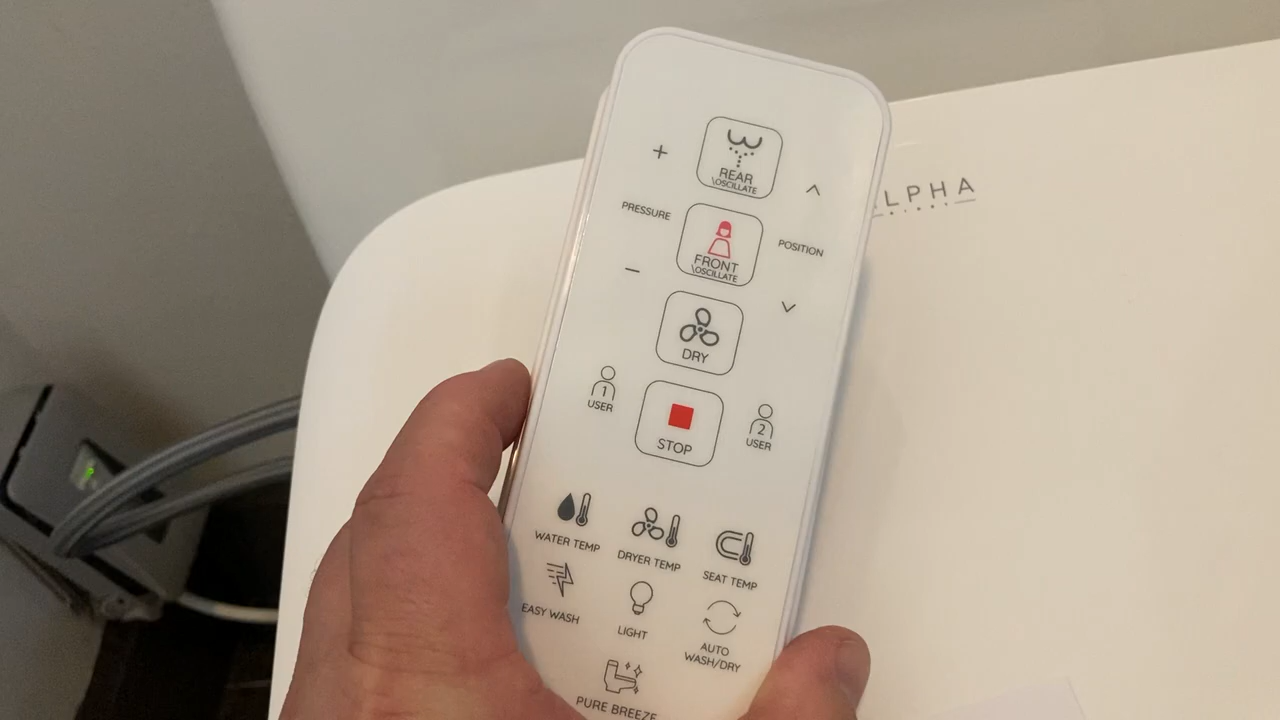 REAR
\OSCILLATE
+
PRESSURE
-
FRONT
\OSCILLATE
POSITION
DRY
1
USER
STOP
2
USER
WATER TEMP
DRYER TEMP
SEAT TEMP
EASY WASH
LIGHT
AUTO
WASH/DRY
PURE BREEZE
LPHA